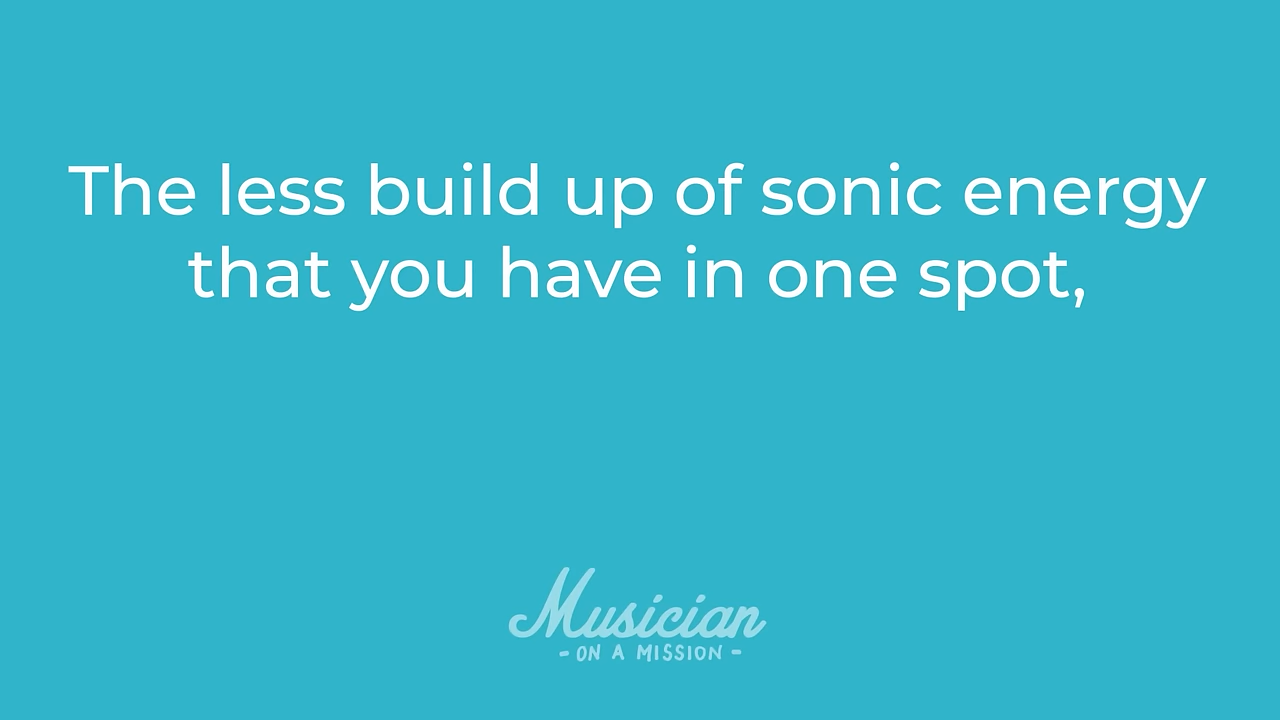 The less build up of sonic energy
that you have in one spot,
Musician
- ON A MISSION -